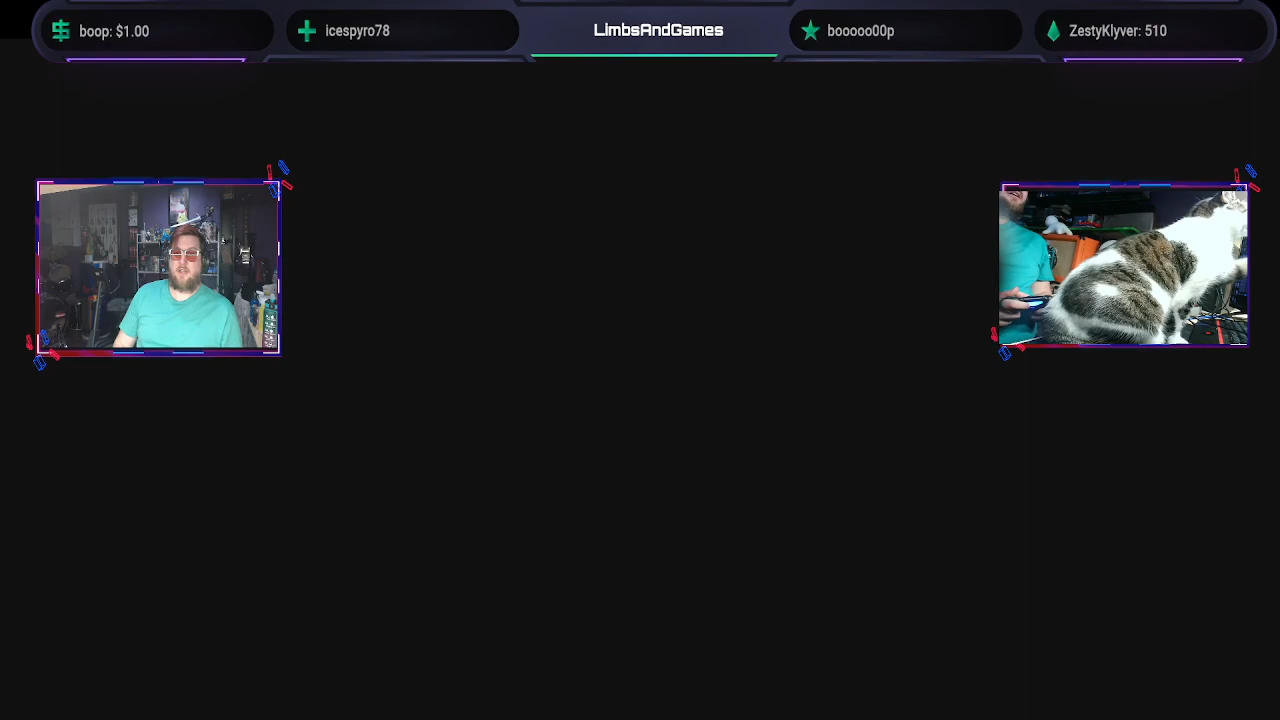 boop: $1.00
icespyro78
LimbsAndGames
booooo00p
ZestyKlyver: 510